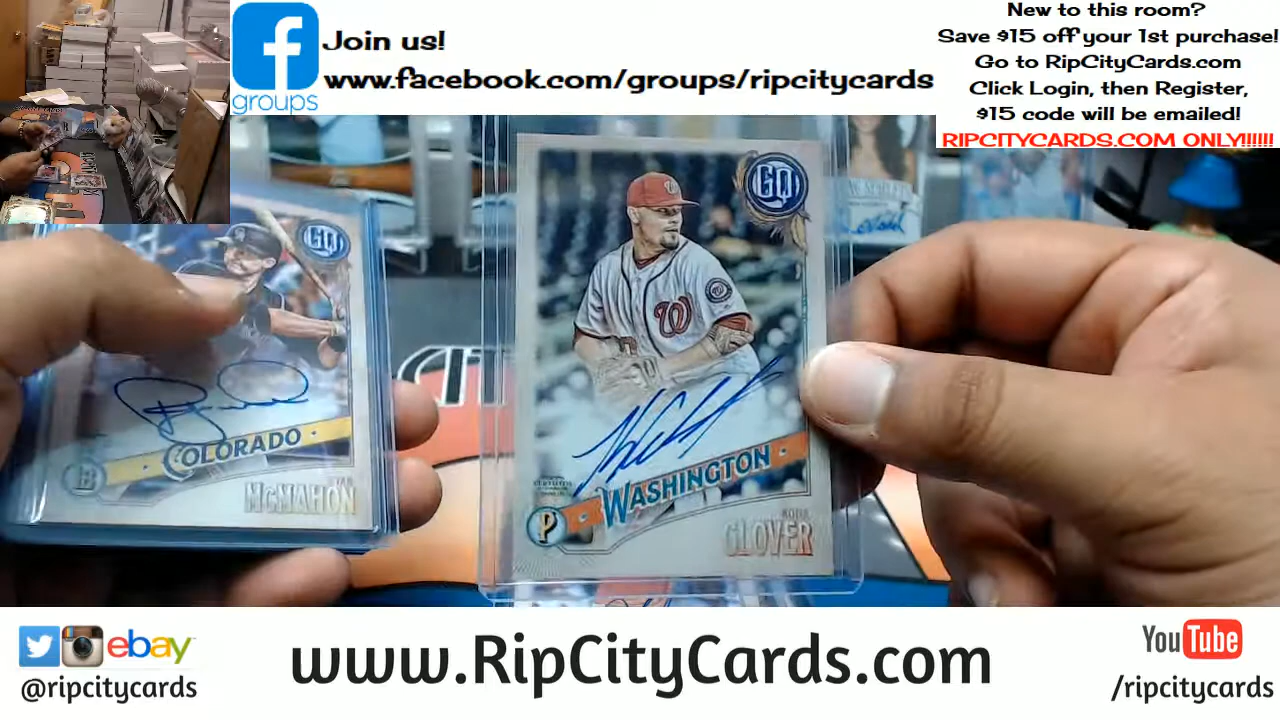 Join us!
www.facebook.com/groups/ripcitycards
groups
New to this room?
Save $15 off your 1st purchase!
Go to RipCityCards.com
Click Login, then Register,
$15 code will be emailed!
RIPCITYCARDS.COM ONLY!!!!!!
GQ
COLORADO
McMAHON
GQ
W
WASHINGTON
P
KODA
GLOVER
ebay
@ripcitycards
www.RipCityCards.com
YouTube
/ripcitycards